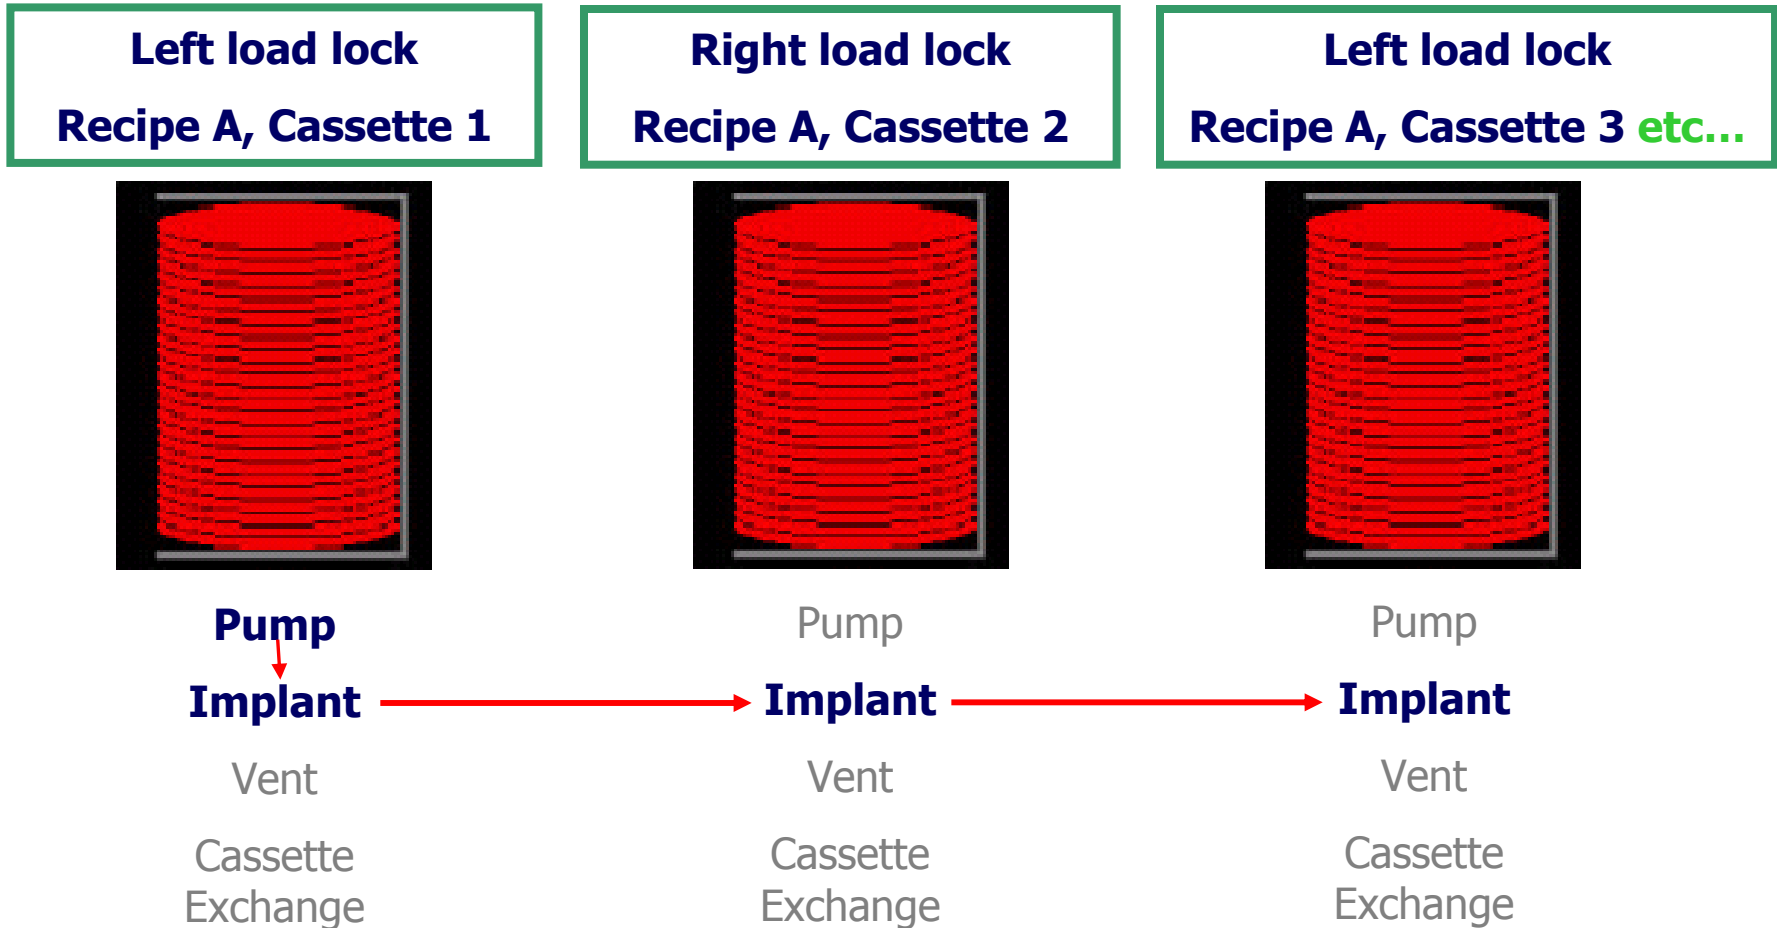 Left load lock
Recipe A, Cassette 1
Right load lock
Recipe A, Cassette 2
Left load lock
Recipe A, Cassette 3 etc...
Pump
Implant
Vent
Cassette
Exchange
Pump
Implant
Vent
Cassette
Exchange
Pump
Implant
Vent
Cassette
Exchange